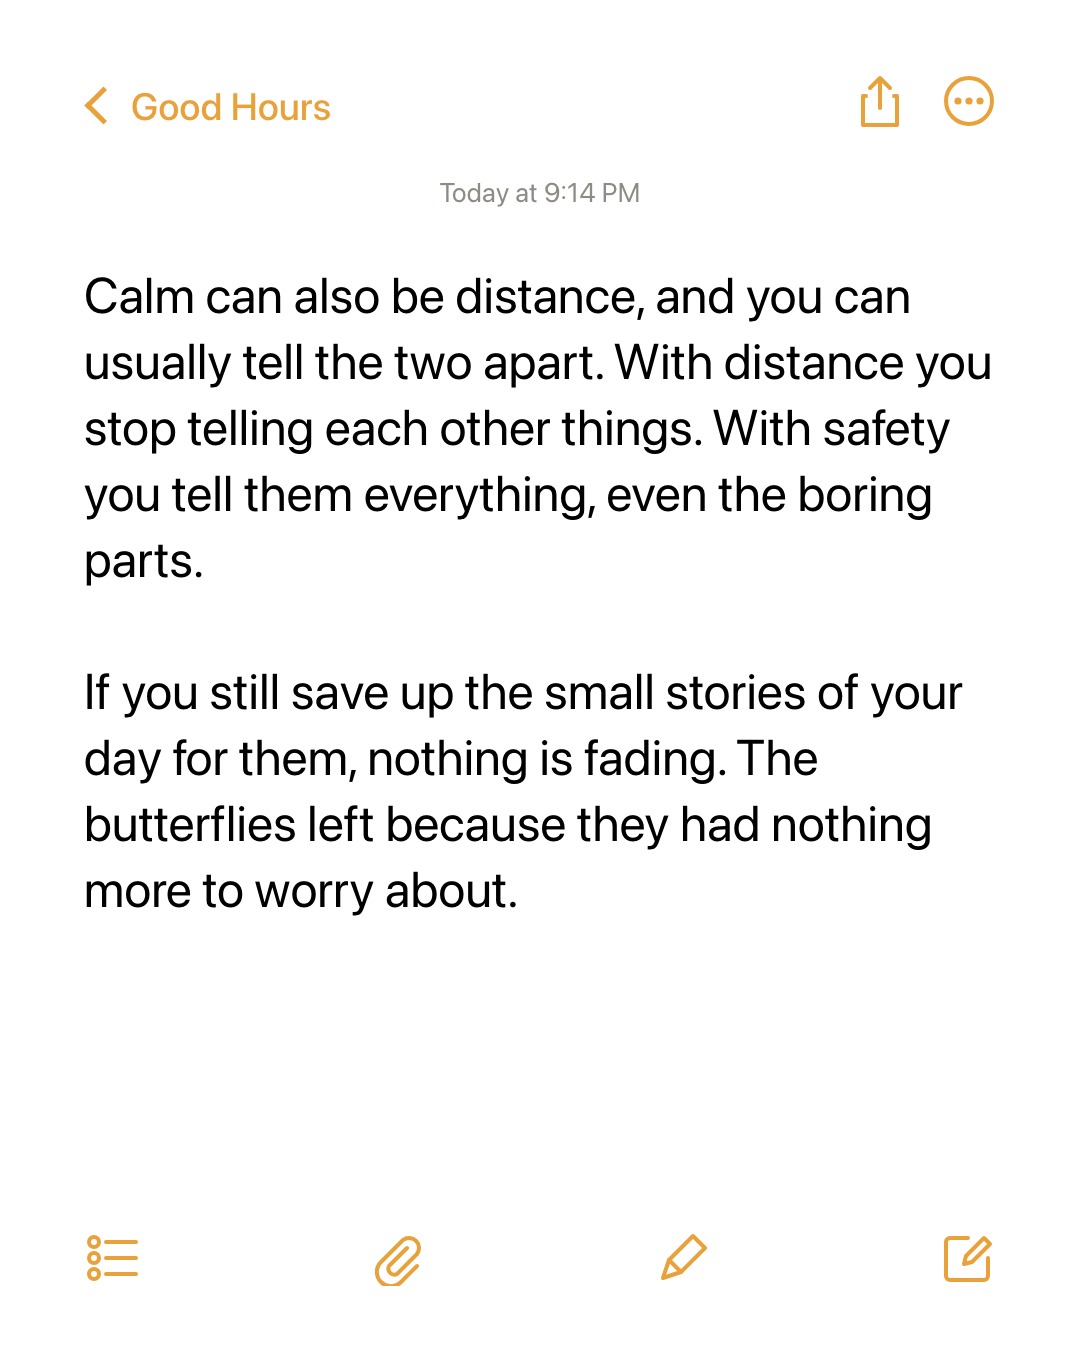 Good Hours
Today at 9:14 PM
Calm can also be distance, and you can
usually tell the two apart. With distance you
stop telling each other things. With safety
you tell them everything, even the boring
parts.
If you still save up the small stories of your
day for them, nothing is fading. The
butterflies left because they had nothing
more to worry about.